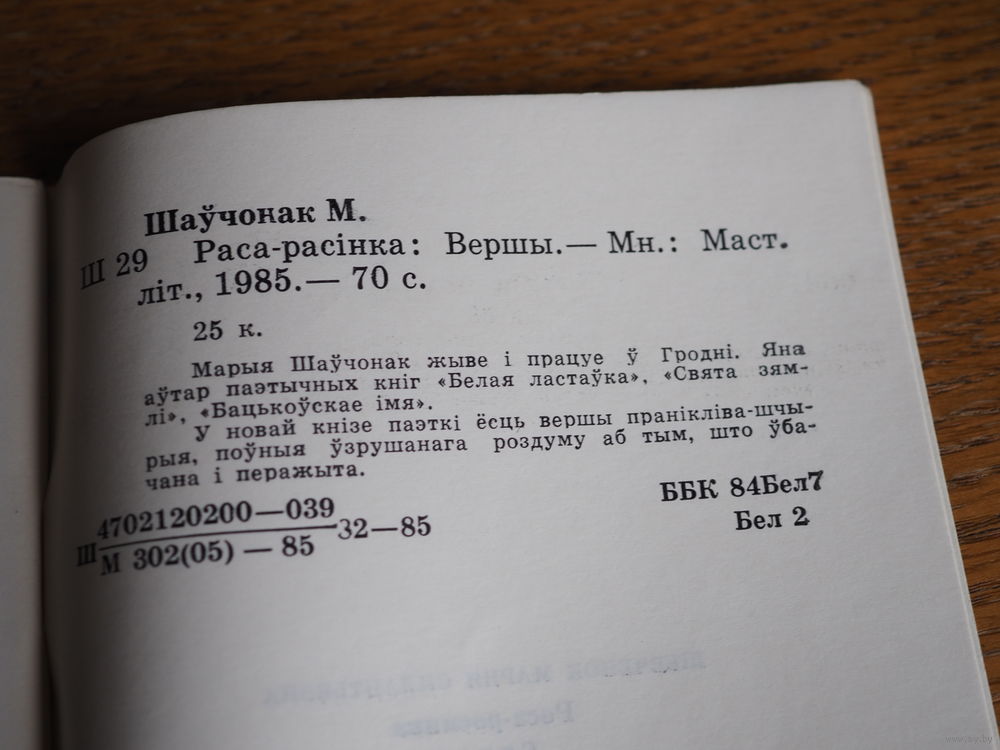 Шаўчонак М.
Ш 29 Раса-расінка: Вершы.— Мн.: Маст.
літ., 1985.— 70 с.
25 к.
Марыя Шаўчонак жыве і працуе ў Гродні. Яна
аўтар паэтычных кніг «Белая ластаўка», «Свята зям-
лі», «Бацькоўскае імя».
У новай кнізе паэткі ёсць вершы пранікліва-шчы-
рыя, поўныя ўзрушанага роздуму аб тым, што ўба-
чана і перажыта.
4702120200—039
Ш 32—85
М 302(05) — 85
ББК 84Бел7
Бел 2